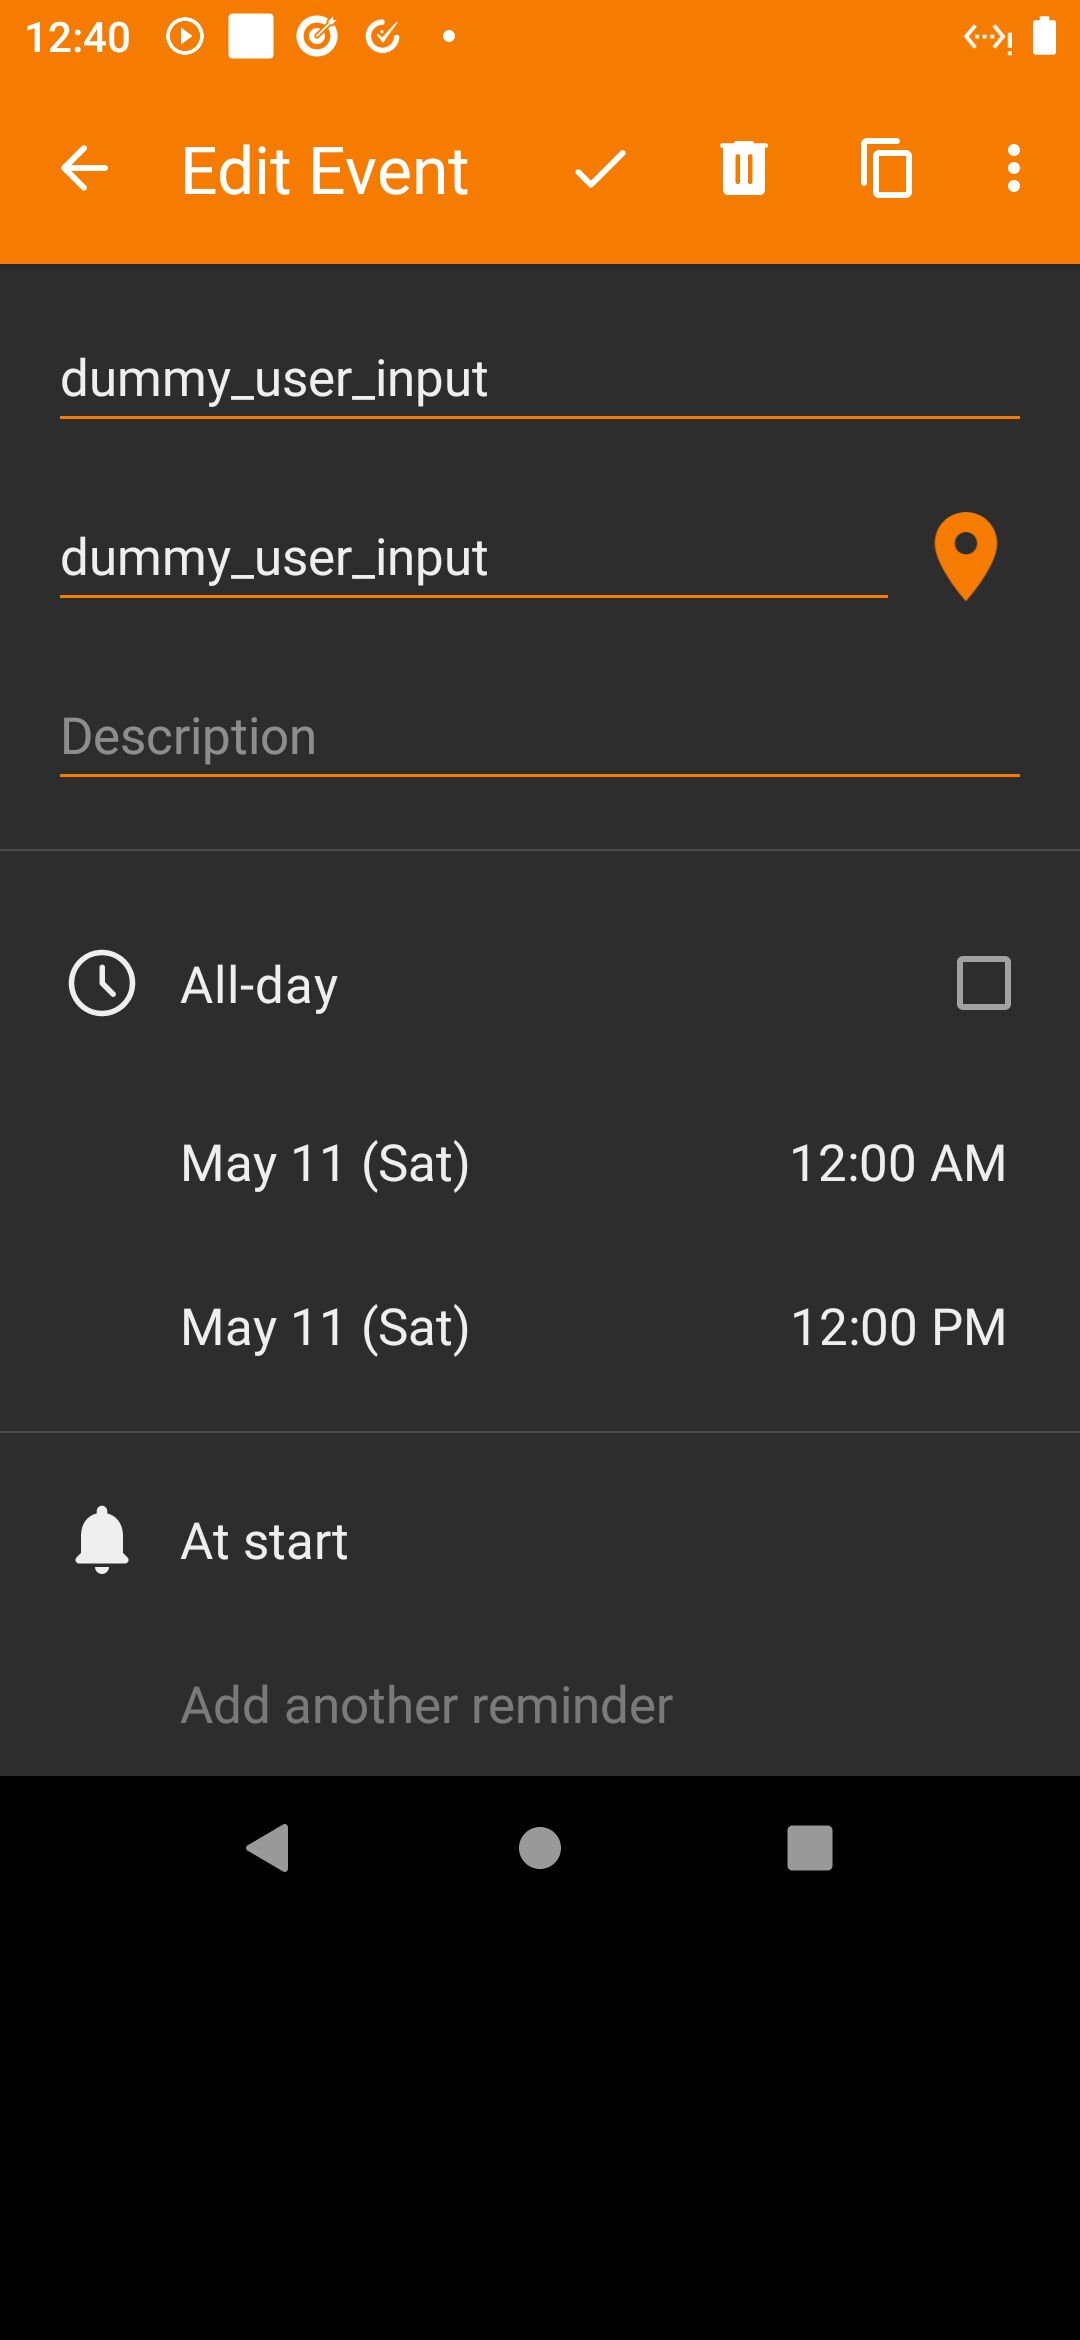 12:40
Edit Event
dummy_user_input
dummy_user_input
Description
All-day
May 11 (Sat) 12:00 AM
May 11 (Sat) 12:00 PM
At start
Add another reminder